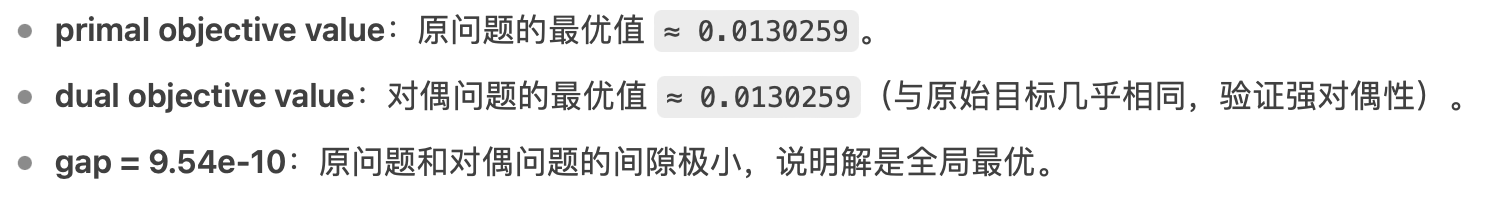 • primal objective value：原问题的最优值 ≈ 0.0130259。
• dual objective value：对偶问题的最优值 ≈ 0.0130259（与原始目标几乎相同，验证强对偶性）。
• gap = 9.54e-10：原问题和对偶问题的间隙极小，说明解是全局最优。